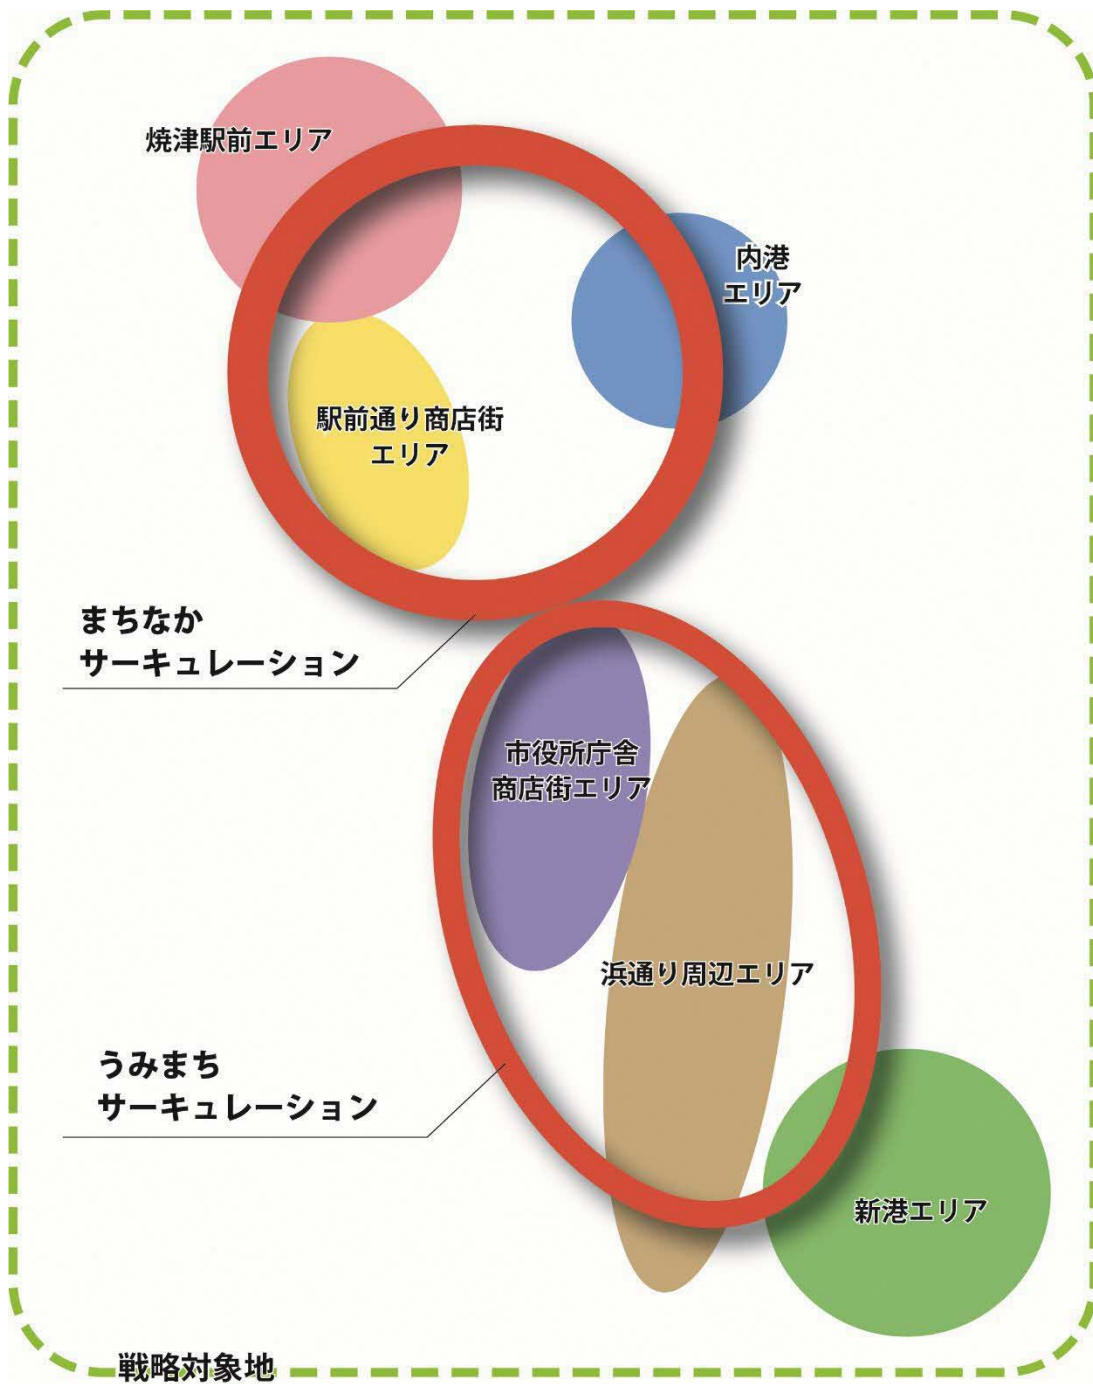 焼津駅前エリア
内港
エリア
駅前通り商店街
エリア
まちなか
サーキュレーション
市役所庁舎
商店街エリア
浜通り周辺エリア
うみまち
サーキュレーション
新港エリア
戦略対象地